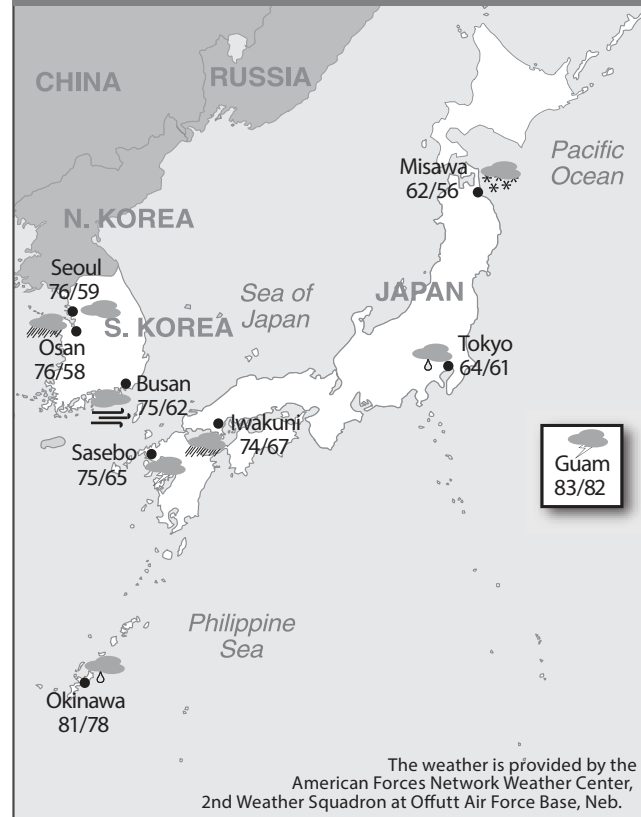 CHINA
RUSSIA
Pacific
Ocean
Misawa
62/56
N. KOREA
Seoul
76/59
Sea of
Japan
JAPAN
S. KOREA
Osan
76/58
Tokyo
64/61
Busan
75/62
Iwakuni
74/67
Sasebo
75/65
Guam
83/82
Philippine
Sea
Okinawa
81/78
The weather is provided by the
American Forces Network Weather Center,
2nd Weather Squadron at Offutt Air Force Base, Neb.